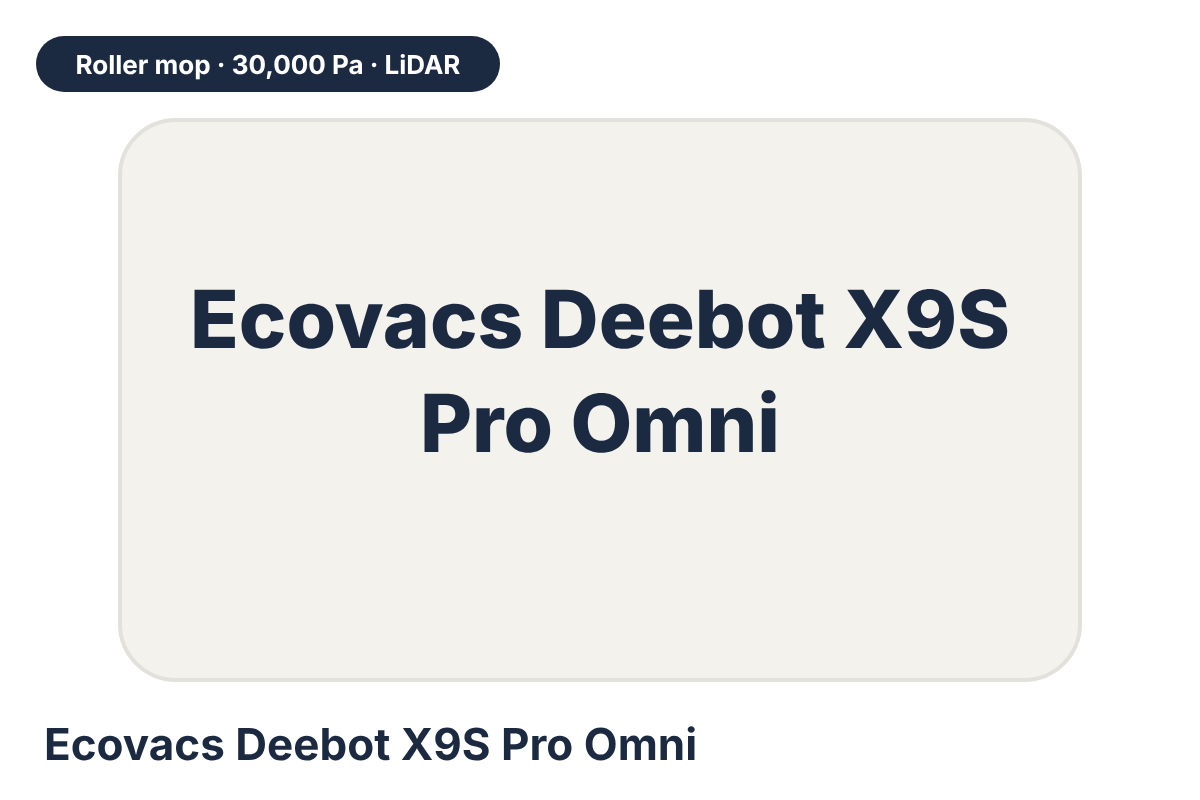 Roller mop · 30,000 Pa · LiDAR
Ecovacs Deebot X9S
Pro Omni
Ecovacs Deebot X9S Pro Omni